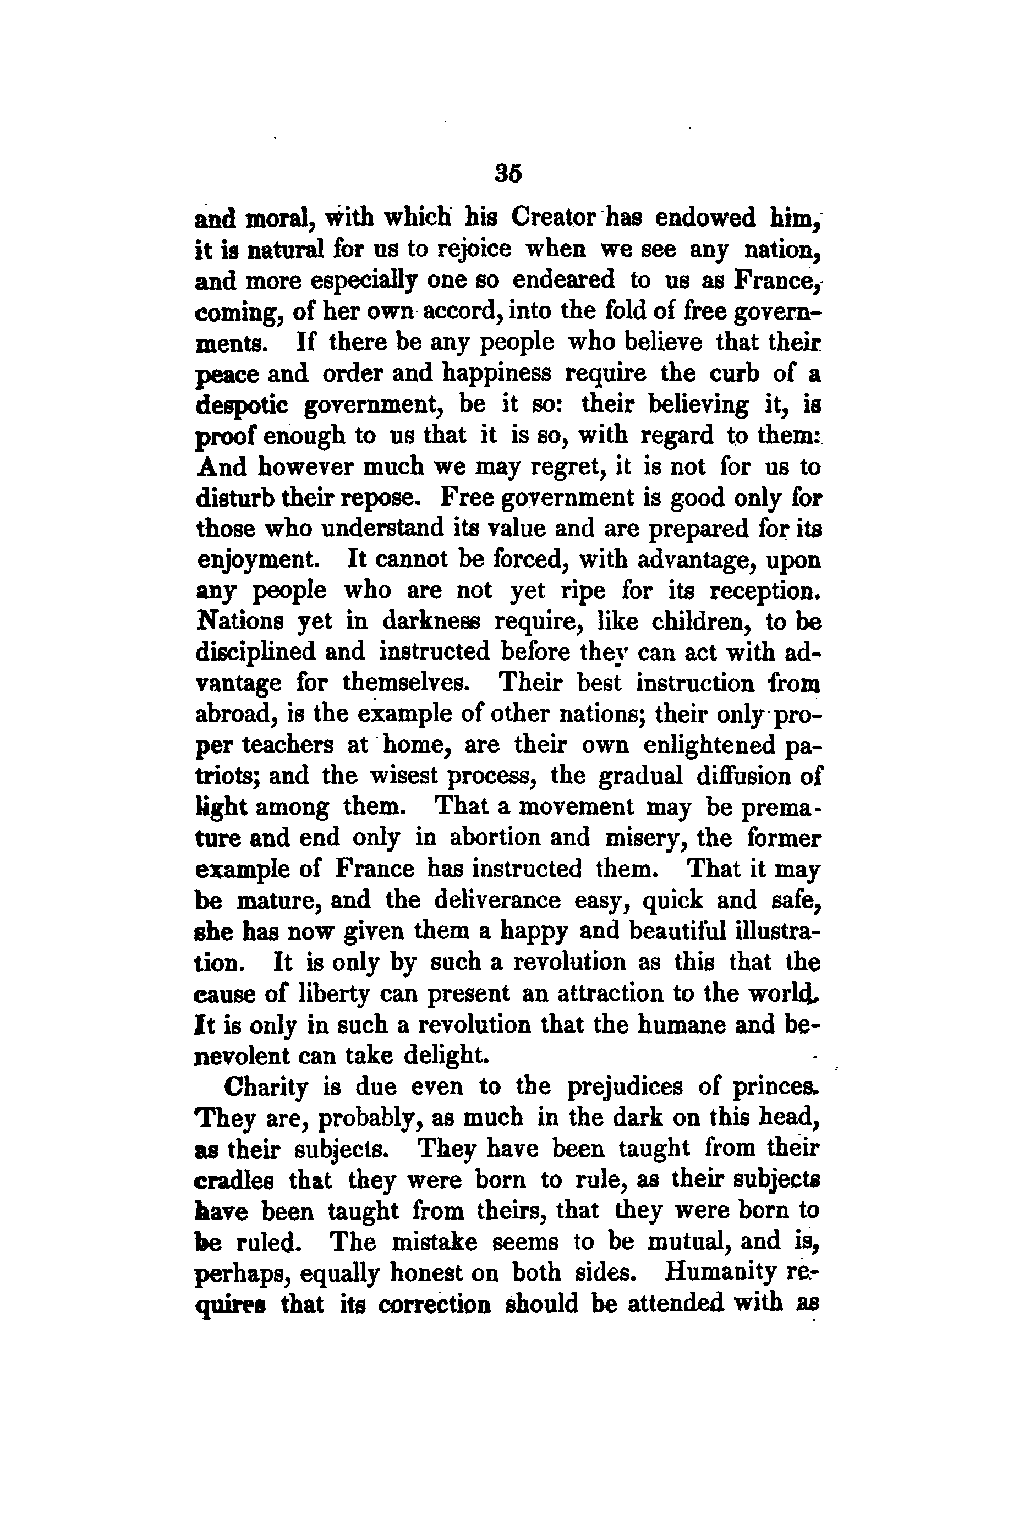 35
and moral, with which his Creator has endowed him,
it is natural for us to rejoice when we see any nation,
and more especially one so endeared to us as France,
coming, of her own accord, into the fold of free govern-
ments. If there be any people who believe that their
peace and order and happiness require the curb of a
despotic government, be it so: their believing it, is
proof enough to us that it is so, with regard to them:
And however much we may regret, it is not for us to
disturb their repose. Free government is good only for
those who understand its value and are prepared for its
enjoyment. It cannot be forced, with advantage, upon
any people who are not yet ripe for its reception.
Nations yet in darkness require, like children, to be
disciplined and instructed before they can act with ad-
vantage for themselves. Their best instruction from
abroad, is the example of other nations; their only pro-
per teachers at home, are their own enlightened pa-
triots; and the wisest process, the gradual diffusion of
light among them. That a movement may be prema-
ture and end only in abortion and misery, the former
example of France has instructed them. That it may
be mature, and the deliverance easy, quick and safe,
she has now given them a happy and beautiful illustra-
tion. It is only by such a revolution as this that the
cause of liberty can present an attraction to the world.
It is only in such a revolution that the humane and be-
nevolent can take delight.
Charity is due even to the prejudices of princes.
They are, probably, as much in the dark on this head,
as their subjects. They have been taught from their
cradles that they were born to rule, as their subjects
have been taught from theirs, that they were born to
be ruled. The mistake seems to be mutual, and is,
perhaps, equally honest on both sides. Humanity re-
quires that its correction should be attended with as